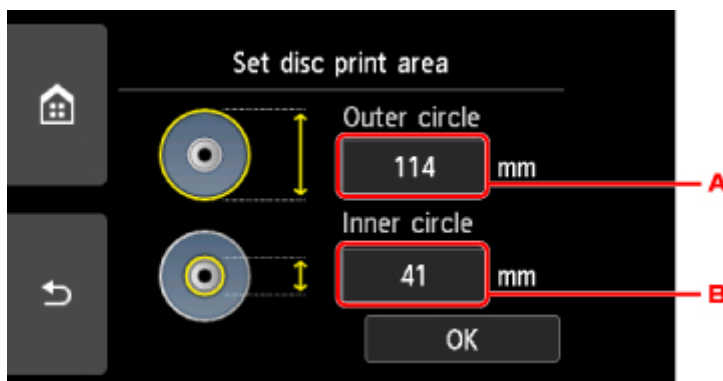 Set disc print area
Outer circle
114 mm
A
Inner circle
41 mm
B
OK